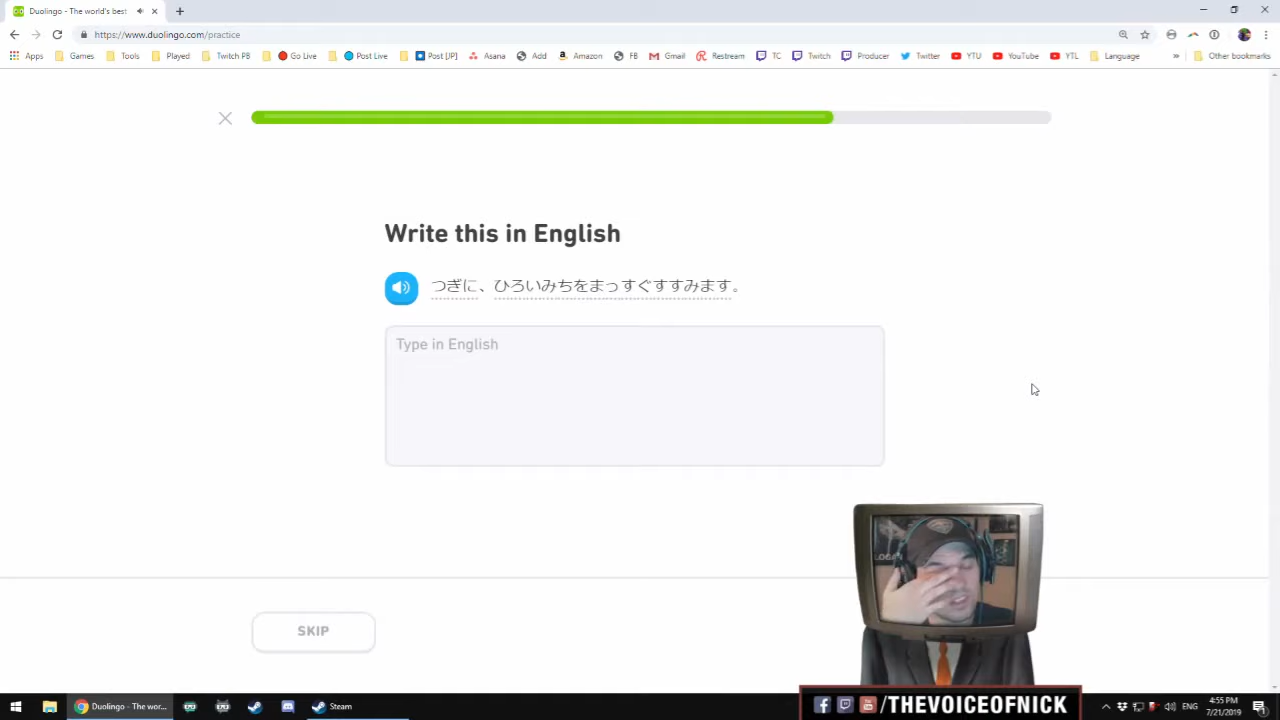 Duolingo - The world's best
https://www.duolingo.com/practice
Apps Games Tools Played Twitch PB Go Live Post Live Post [JP] Asana Add Amazon FB Gmail Restream TC Twitch Producer Twitter YTU YouTube YTL Language » Other bookmarks
Write this in English
つぎに、ひろいみちをまっすぐすすみます。
Type in English
SKIP
/THEVOICEOFNICK
Duolingo - The wor... Steam ENG 4:55 PM
7/21/2019